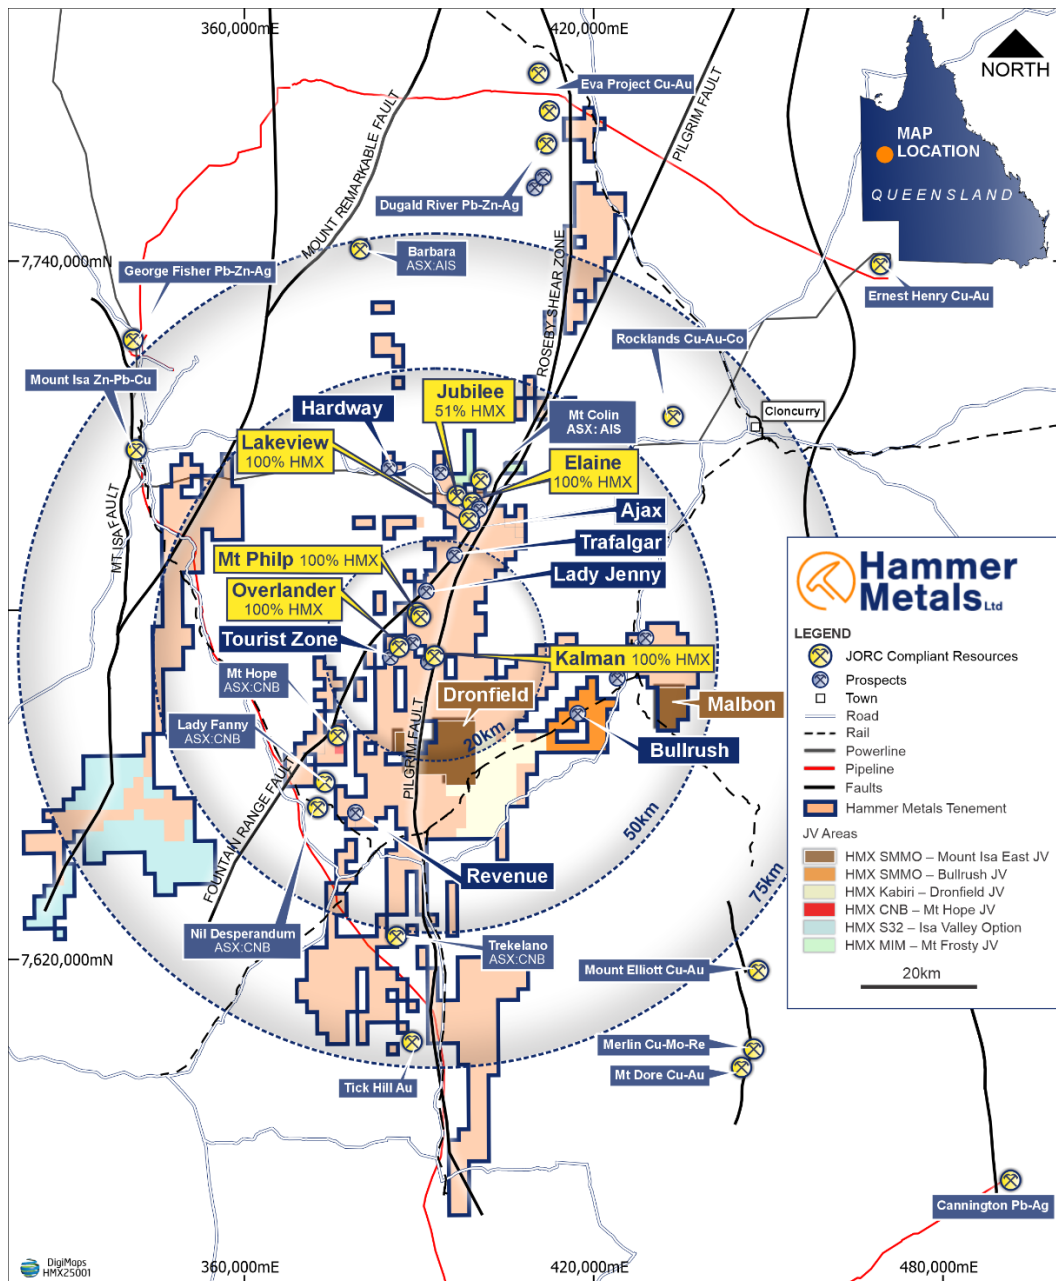 360,000mE
420,000mE
NORTH
Eva Project Cu-Au
PILGRIM FAULT
MAP
LOCATION
QUEENSLAND
MOUNT REMARKABLE FAULT
Dugald River Pb-Zn-Ag
7,740,000mN
George Fisher Pb-Zn-Ag
Barbara
ASX:AIS
ROSEBY SHEAR ZONE
Ernest Henry Cu-Au
Rocklands Cu-Au-Co
Mount Isa Zn-Pb-Cu
Jubilee
51% HMX
Hardway
Mt Colin
ASX: AIS
Cloncurry
Lakeview
100% HMX
Elaine
100% HMX
MT ISA FAULT
Ajax
Trafalgar
Mt Philp 100% HMX
Lady Jenny
Overlander
100% HMX
Tourist Zone
Kalman 100% HMX
Mt Hope
ASX:CNB
Dronfield
Malbon
Lady Fanny
ASX:CNB
20km
Bullrush
PILGRIM FAULT
FOUNTAIN RANGE FAULT
50km
75km
Revenue
Nil Desperandum
ASX:CNB
Trekelano
ASX:CNB
7,620,000mN
Mount Elliott Cu-Au
Merlin Cu-Mo-Re
Mt Dore Cu-Au
Tick Hill Au
Cannington Pb-Ag
Hammer
Metals Ltd
LEGEND
JORC Compliant Resources
Prospects
Town
Road
Rail
Powerline
Pipeline
Faults
Hammer Metals Tenement
JV Areas
HMX SMMO – Mount Isa East JV
HMX SMMO – Bullrush JV
HMX Kabiri – Dronfield JV
HMX CNB – Mt Hope JV
HMX S32 – Isa Valley Option
HMX MIM – Mt Frosty JV
20km
DigiMaps
HMX25001
360,000mE
420,000mE
480,000mE